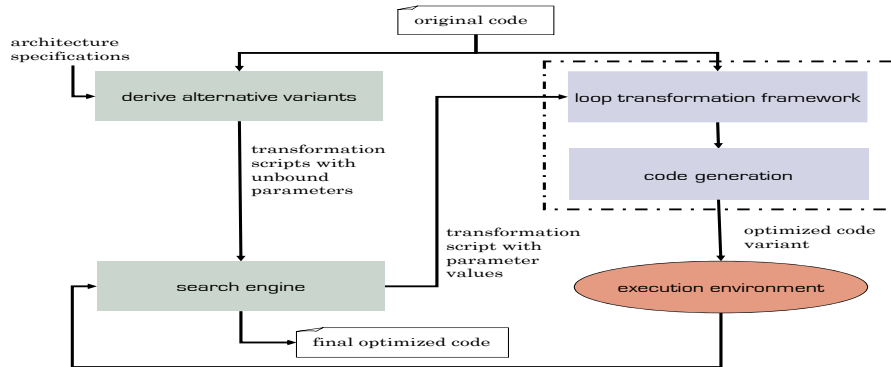 original code
architecture
specifications
derive alternative variants
loop transformation framework
transformation
scripts with
unbound
parameters
code generation
transformation
script with
parameter
values
optimized code
variant
search engine
execution environment
final optimized code